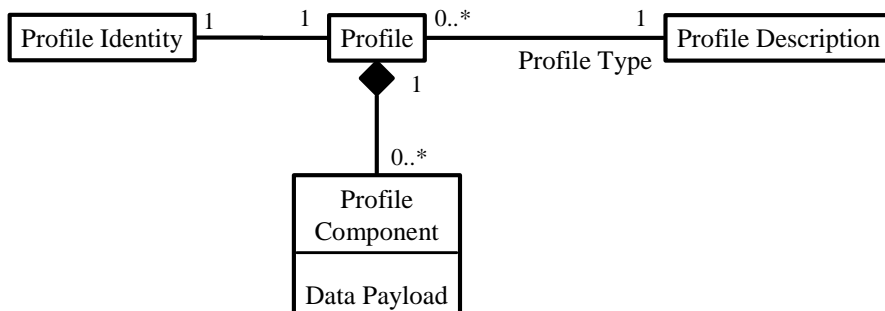 Profile Identity
1
1
Profile
0..*
1
Profile Description
Profile Type
1
0..*
Profile
Component
Data Payload